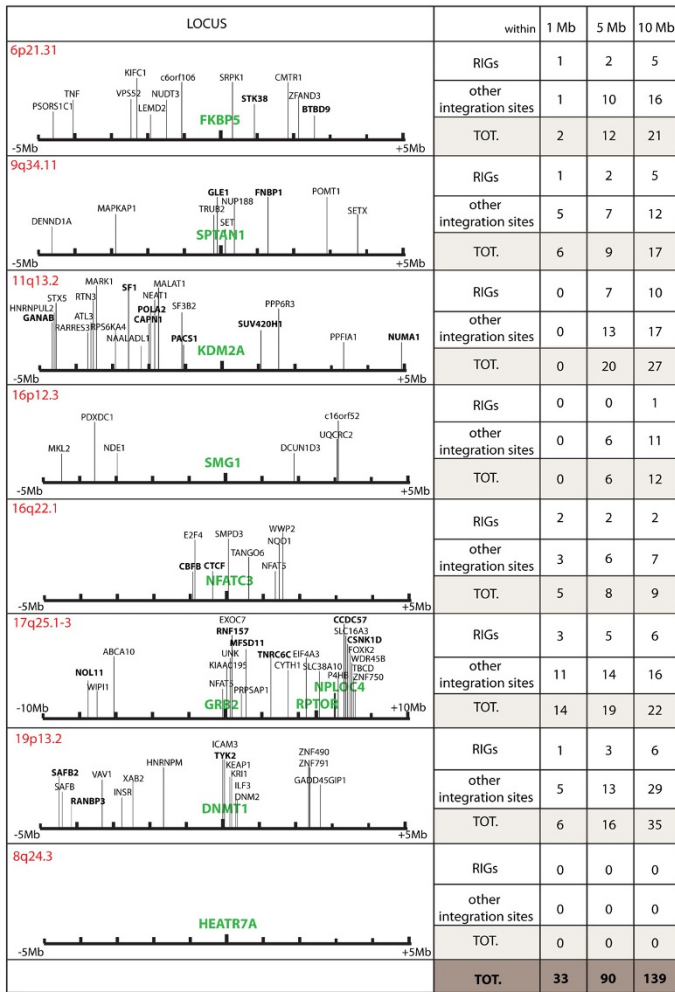 LOCUS within 1 Mb 5 Mb 10 Mb
6p21.31
RIGs 1 2 5
other integration sites 1 10 16
TOT. 2 12 21
KIFC1 c6orf106 SRPK1 CMTR1
TNF VPS52 NUDT3 STK38 ZFAND3
PSORS1C1 LEMD2 BTBD9
FKBP5
-5Mb +5Mb
9q34.11
RIGs 1 2 5
other integration sites 5 7 12
TOT. 6 9 17
GLE1 FNBP1 POMT1
MAPKAP1 TRUB2 NUP188 SETX
DENND1A SET
SPTAN1
-5Mb +5Mb
11q13.2
RIGs 0 7 10
other integration sites 0 13 17
TOT. 0 20 27
MARK1 SF1 MALAT1
STX5 RTN3 NEAT1
HNRNPUL2 POLA2 SF3B2 PPP6R3
GANAB ATL3 CAPN1
RARRES3 RPS6KA4 SUV420H1
NAALADL1 PACS1 PPFIA1 NUMA1
KDM2A
-5Mb +5Mb
16p12.3
RIGs 0 0 1
other integration sites 0 6 11
TOT. 0 6 12
PDXDC1 c16orf52
UQCRC2
MKL2 NDE1 DCUN1D3
SMG1
-5Mb +5Mb
16q22.1
RIGs 2 2 2
other integration sites 3 6 7
TOT. 5 8 9
E2F4 SMPD3 WWP2
NQO1
TANGO6
CBFB CTCF NFAT5
NFATC3
-5Mb +5Mb
17q25.1-3
RIGs 3 5 6
other integration sites 11 14 16
TOT. 14 19 22
EXOC7 CCDC57
RNF157 SLC16A3
MFSD11 CSNK1D
ABCA10 UNK TNRC6C EIF4A3 FOXK2
KIAAC195 CYTH1 SLC38A10 WDR45B
NOL11 P4HB TBCD
WIPI1 NFAT5 PRPSAP1 ZNF750
NPLOC4
GRB2 RPTOR
-10Mb +10Mb
19p13.2
RIGs 1 3 6
other integration sites 5 13 29
TOT. 6 16 35
ICAM3 ZNF490
TYK2 ZNF791
HNRNPM KEAP1
SAFB2 VAV1 XAB2 KRI1
SAFB INSR ILF3 GADD45GIP1
RANBP3 DNM2
DNMT1
-5Mb +5Mb
8q24.3
RIGs 0 0 0
other integration sites 0 0 0
TOT. 0 0 0
HEATR7A
-5Mb +5Mb
TOT. 33 90 139